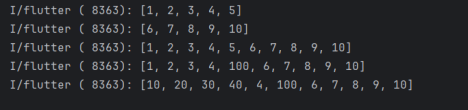 I/flutter ( 8363): [1, 2, 3, 4, 5]
I/flutter ( 8363): [6, 7, 8, 9, 10]
I/flutter ( 8363): [1, 2, 3, 4, 5, 6, 7, 8, 9, 10]
I/flutter ( 8363): [1, 2, 3, 4, 100, 6, 7, 8, 9, 10]
I/flutter ( 8363): [10, 20, 30, 40, 4, 100, 6, 7, 8, 9, 10]